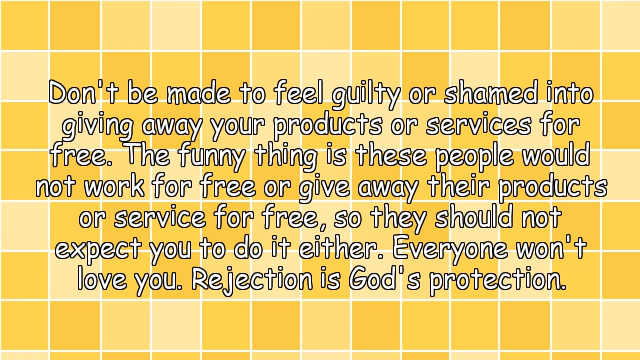 Don't be made to feel guilty or shamed into
giving away your products or services for
free. The funny thing is these people would
not work for free or give away their products
or service for free, so they should not
expect you to do it either. Everyone won't
love you. Rejection is God's protection.